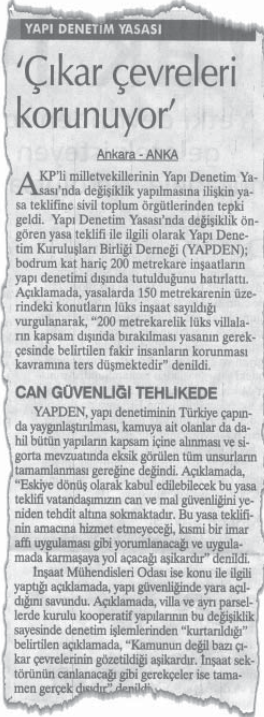 YAPI DENETİM YASASI
'Çıkar çevreleri
korunuyor'
Ankara - ANKA
AKP'li milletvekillerinin Yapı Denetim Ya-
sası'nda değişiklik yapılmasına ilişkin ya-
sa teklifine sivil toplum örgütlerinden tepki
geldi. Yapı Denetim Yasası'nda değişiklik ön-
gören yasa teklifi ile ilgili olarak Yapı Dene-
tim Kuruluşları Birliği Derneği (YAPDEN);
bodrum kat hariç 200 metrekare inşaatların
yapı denetimi dışında tutulduğunu hatırlattı.
Açıklamada, yasalarda 150 metrekarenin üze-
rindeki konutların lüks inşaat sayıldığı
vurgulanarak, "200 metrekarelik lüks villala-
rın kapsam dışında bırakılması yasanın gerek-
çesinde belirtilen fakir insanların korunması
kavramına ters düşmektedir" denildi.
CAN GÜVENLİĞİ TEHLİKEDE
YAPDEN, yapı denetiminin Türkiye çapın-
da yaygınlaştırılması, kamuya ait olanlar da da-
hil bütün yapıların kapsam içine alınması ve si-
gorta mevzuatında eksik görülen tüm unsurların
tamamlanması gereğine değindi. Açıklamada,
"Eskiye dönüş olarak kabul edilebilecek bu yasa
teklifi vatandaşımızın can ve mal güvenliğini ye-
niden tehdit altına sokmaktadır. Bu yasa teklifi-
nin amacına hizmet etmeyeceği, kısmi bir imar
affı uygulaması gibi yorumlanacağı ve uygula-
mada karmaşaya yol açacağı aşikardır" denildi.
İnşaat Mühendisleri Odası ise konu ile ilgili
yaptığı açıklamada, yapı güvenliğinde yara açıl-
dığını savundu. Açıklamada, villa ve ayrı parsel-
lerde kurulu kooperatif yapılarının bu değişiklik
sayesinde denetim işlemlerinden "kurtarıldığı"
belirtilen açıklamada, "Kamunun değil bazı çı-
kar çevrelerinin gözetildiği aşikardır. İnşaat sek-
törünün canlanacağı gibi gerekçeler ise tama-
men gerçek dışıdır" denildi.